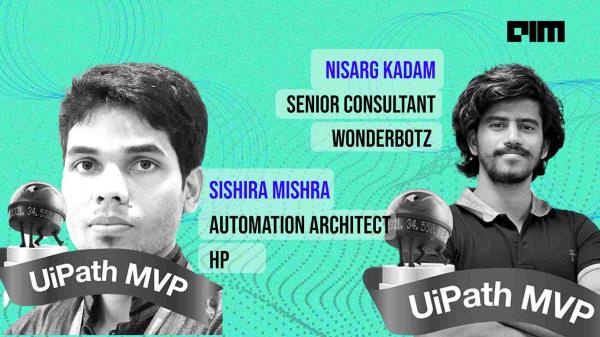 AIM
NISARG KADAM
SENIOR CONSULTANT
WONDERBOTZ
SISHIRA MISHRA
AUTOMATION ARCHITECT
HP
UiPath MVP
UiPath MVP